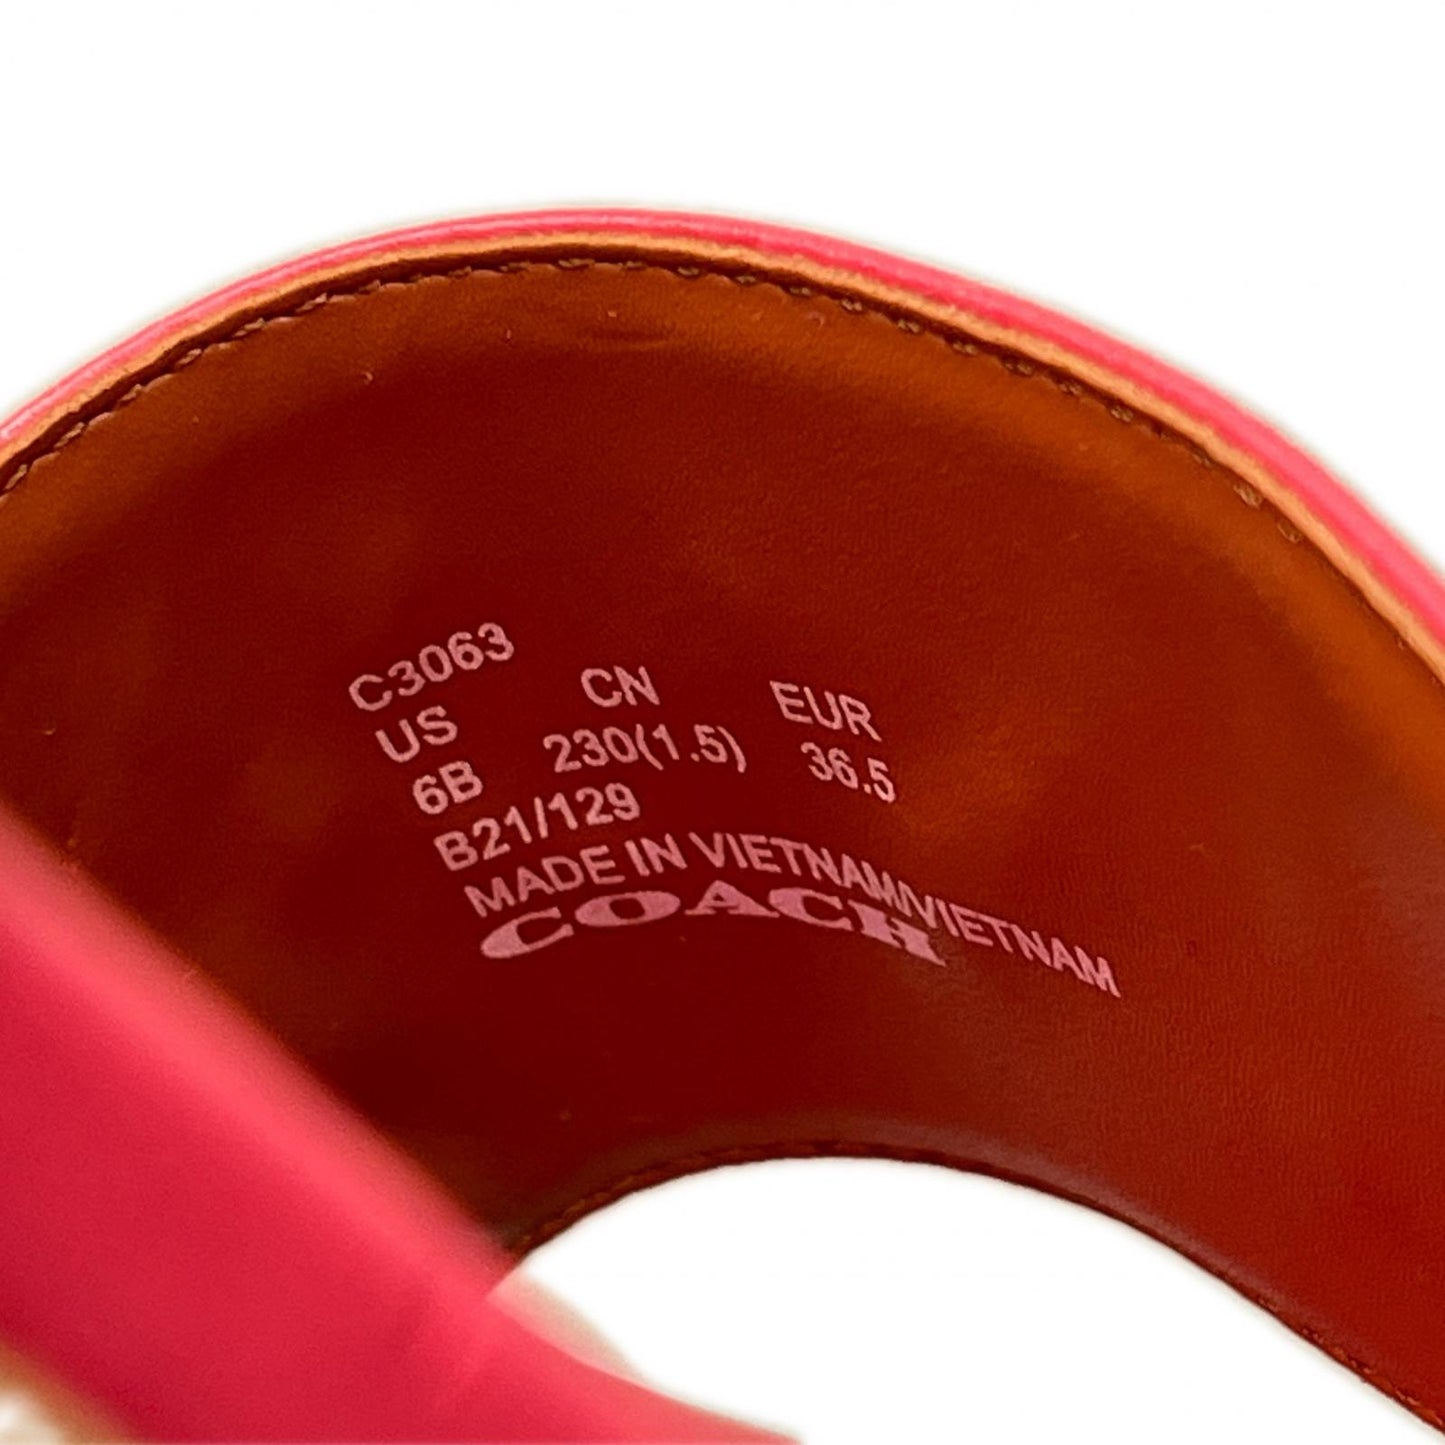 C3063
US CN EUR
6B 230(1.5) 36.5
B21/129
MADE IN VIETNAM/VIETNAM
COACH